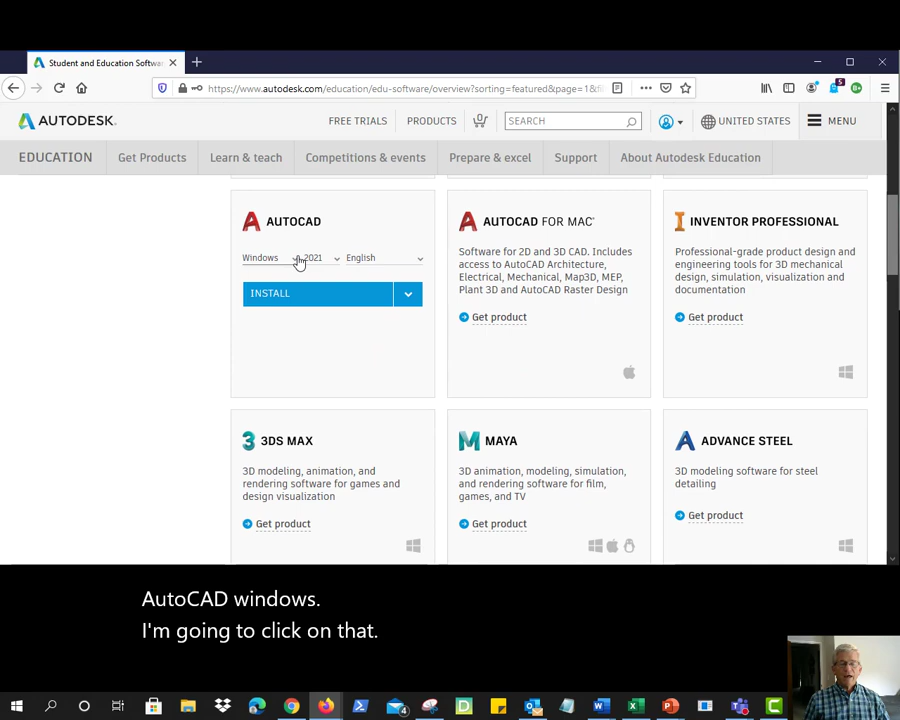 Student and Education Softwa
https://www.autodesk.com/education/edu-software/overview?sorting=featured&page=1&fi
AUTODESK.
FREE TRIALS
PRODUCTS
0
SEARCH
UNITED STATES
MENU
EDUCATION
Get Products
Learn & teach
Competitions & events
Prepare & excel
Support
About Autodesk Education
AUTOCAD
Windows
2021
English
INSTALL
AUTOCAD FOR MAC
Software for 2D and 3D CAD. Includes
access to AutoCAD Architecture,
Electrical, Mechanical, Map3D, MEP,
Plant 3D and AutoCAD Raster Design
Get product
INVENTOR PROFESSIONAL
Professional-grade product design and
engineering tools for 3D mechanical
design, simulation, visualization and
documentation
Get product
3DS MAX
3D modeling, animation, and
rendering software for games and
design visualization
Get product
MAYA
3D animation, modeling, simulation,
and rendering software for film,
games, and TV
Get product
ADVANCE STEEL
3D modeling software for steel
detailing
Get product
AutoCAD windows.
I'm going to click on that.